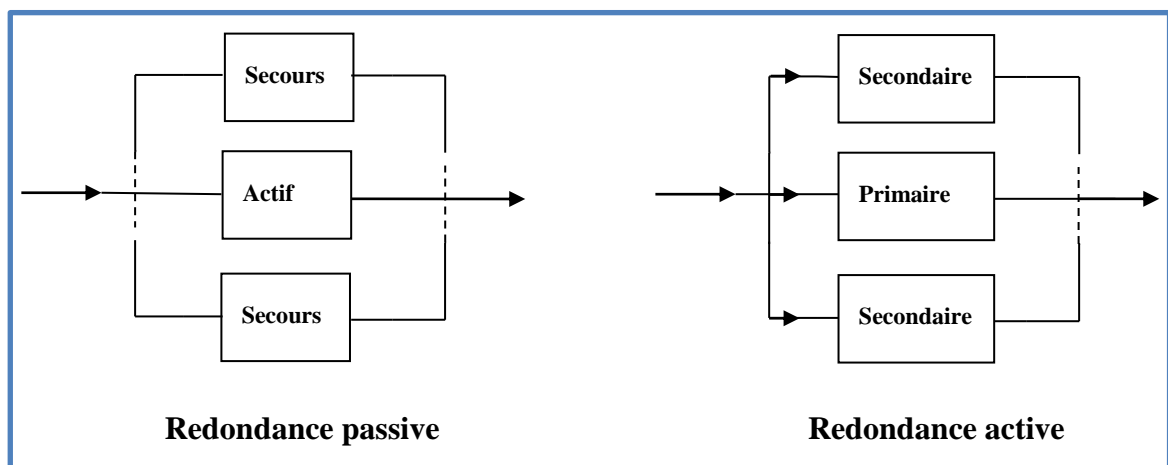 Secours
Actif
Secours
Redondance passive
Secondaire
Primaire
Secondaire
Redondance active